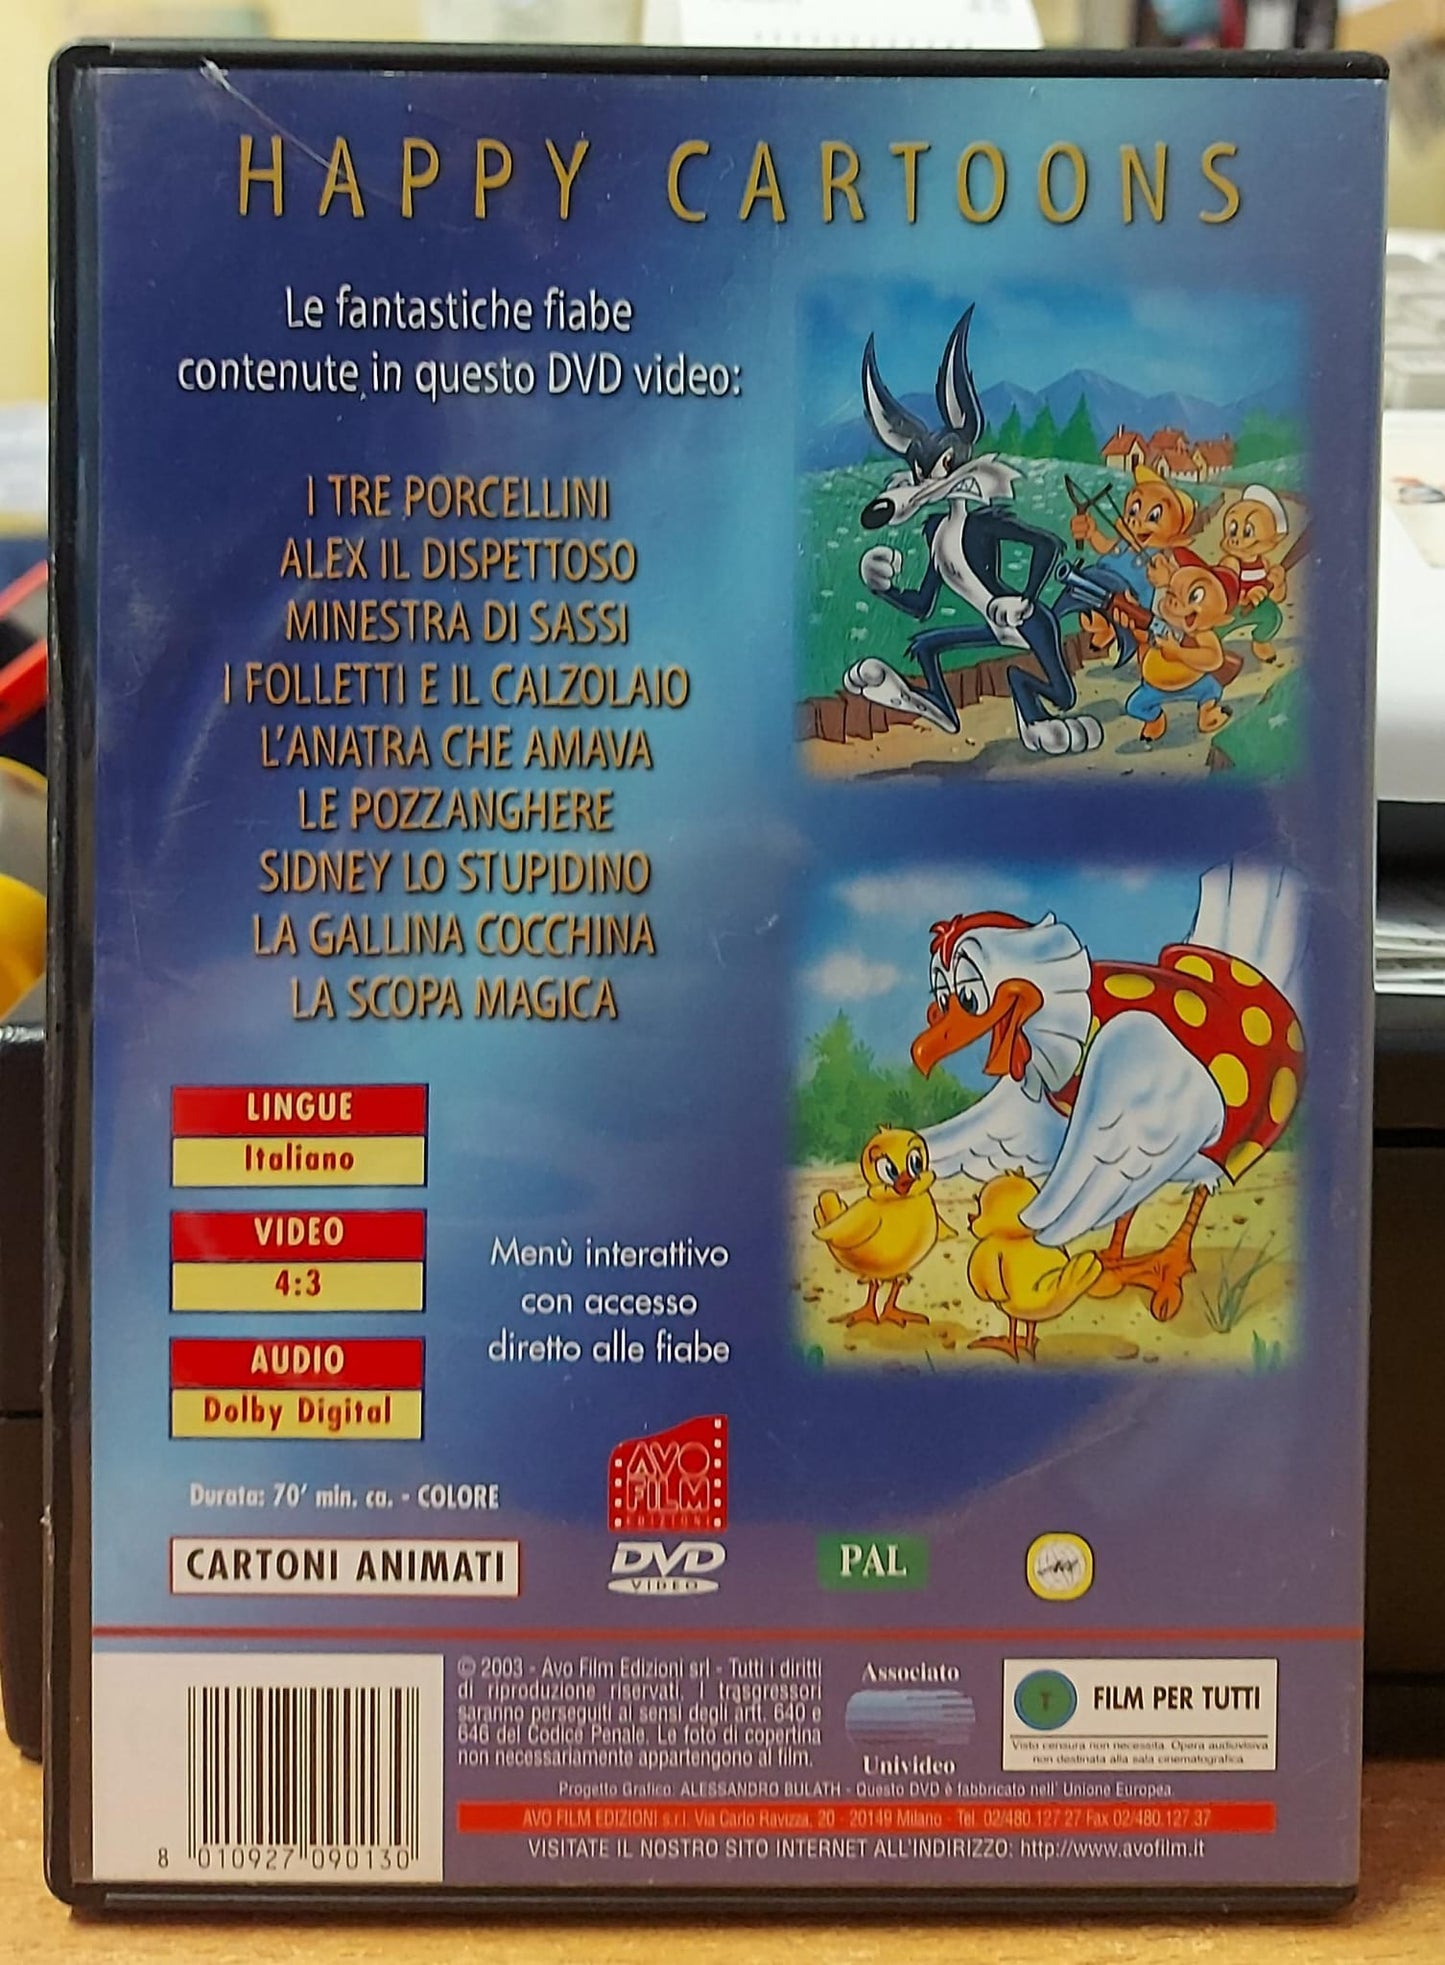 HAPPY CARTOONS
Le fantastiche fiabe
contenute in questo DVD video:
I TRE PORCELLINI
ALEX IL DISPETTOSO
MINESTRA DI SASSI
I FOLLETTI E IL CALZOLAIO
L'ANATRA CHE AMAVA
LE POZZANGHERE
SIDNEY LO STUPIDINO
LA GALLINA COCCHINA
LA SCOPA MAGICA
LINGUE
Italiano
VIDEO
4:3
AUDIO
Dolby Digital
Menù interattivo
con accesso
diretto alle fiabe
Durata: 70' min. ca. - COLORE
CARTONI ANIMATI
AVO
FILM
EDIZIONI
DVD
VIDEO
PAL
8 010927 090130
© 2003 - Avo Film Edizioni srl - Tutti i diritti
di riproduzione riservati. I trasgressori
saranno perseguiti ai sensi degli artt. 640 e
646 del Codice Penale. Le foto di copertina
non necessariamente appartengono al film.
Associato
Univideo
T
FILM PER TUTTI
Visto censura non necessita. Opera audiovisiva
non destinata alla sala cinematografica
Progetto Grafico: ALESSANDRO BULATH - Questo DVD è fabbricato nell' Unione Europea
AVO FILM EDIZIONI s.r.l. Via Carlo Ravizza, 20 - 20149 Milano - Tel. 02/480.127 27 Fax 02/480.127 37
VISITATE IL NOSTRO SITO INTERNET ALL'INDIRIZZO: http://www.avofilm.it